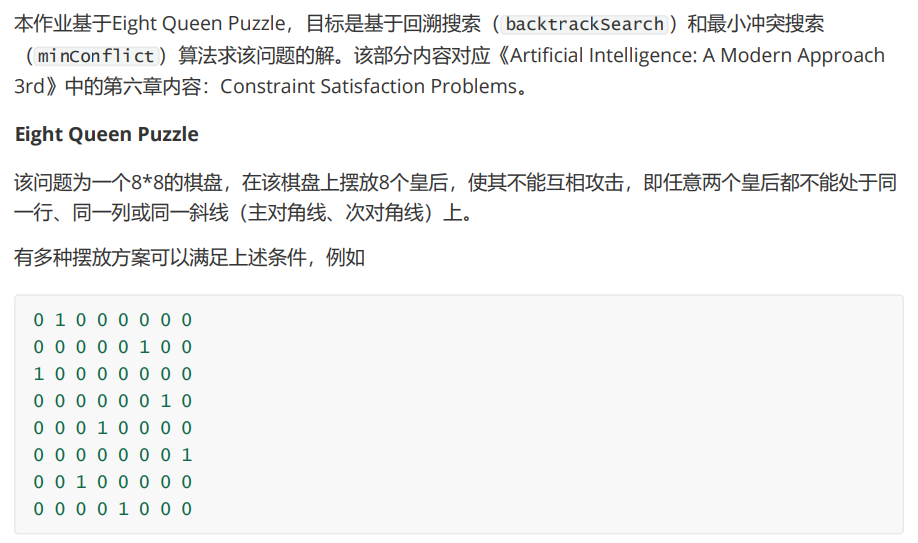 本作业基于Eight Queen Puzzle，目标是基于回溯搜索（backtrackSearch）和最小冲突搜索
（minConflict）算法求该问题的解。该部分内容对应《Artificial Intelligence: A Modern Approach
3rd》中的第六章内容：Constraint Satisfaction Problems。
Eight Queen Puzzle
该问题为一个8*8的棋盘，在该棋盘上摆放8个皇后，使其不能互相攻击，即任意两个皇后都不能处于同
一行、同一列或同一斜线（主对角线、次对角线）上。
有多种摆放方案可以满足上述条件，例如
0 1 0 0 0 0 0 0
0 0 0 0 0 1 0 0
1 0 0 0 0 0 0 0
0 0 0 0 0 0 1 0
0 0 0 1 0 0 0 0
0 0 0 0 0 0 0 1
0 0 1 0 0 0 0 0
0 0 0 0 1 0 0 0